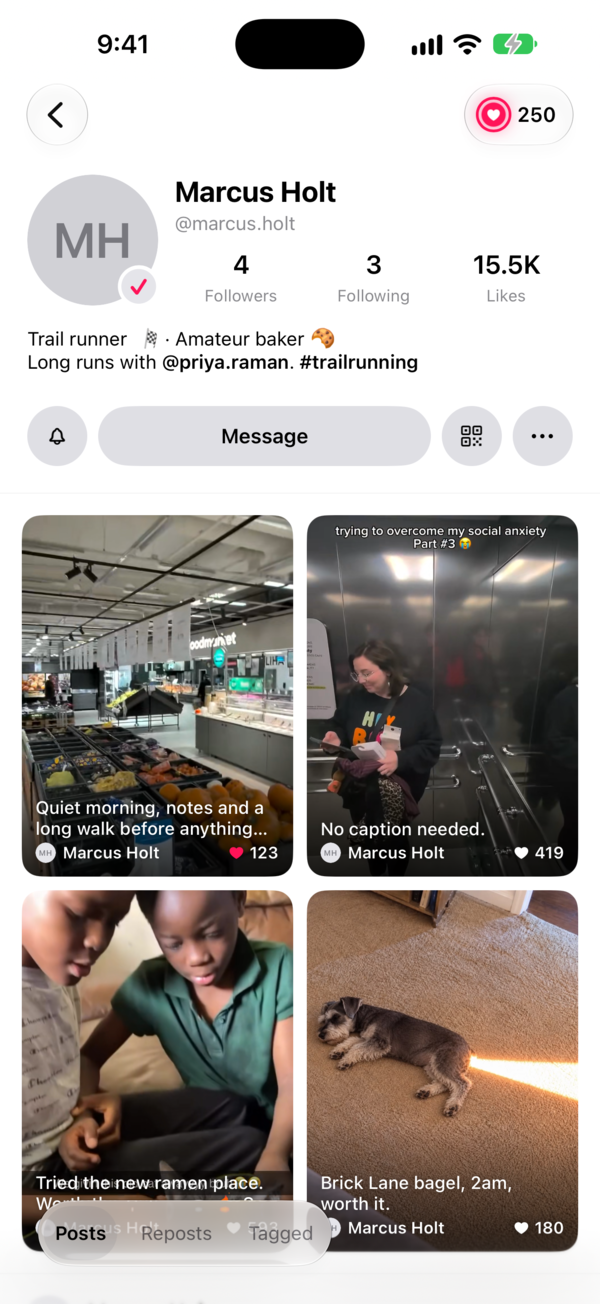 9:41
250
MH
Marcus Holt
@marcus.holt
4
Followers
3
Following
15.5K
Likes
Trail runner 🏁 · Amateur baker 🥐
Long runs with @priya.raman. #trailrunning
Message
Quiet morning, notes and a
long walk before anything...
MH Marcus Holt
123
trying to overcome my social anxiety
Part #3 😭
No caption needed.
MH Marcus Holt
419
Tried the new ramen place.
Marcus Holt
Brick Lane bagel, 2am,
worth it.
Marcus Holt
180
Posts
Reposts
Tagged